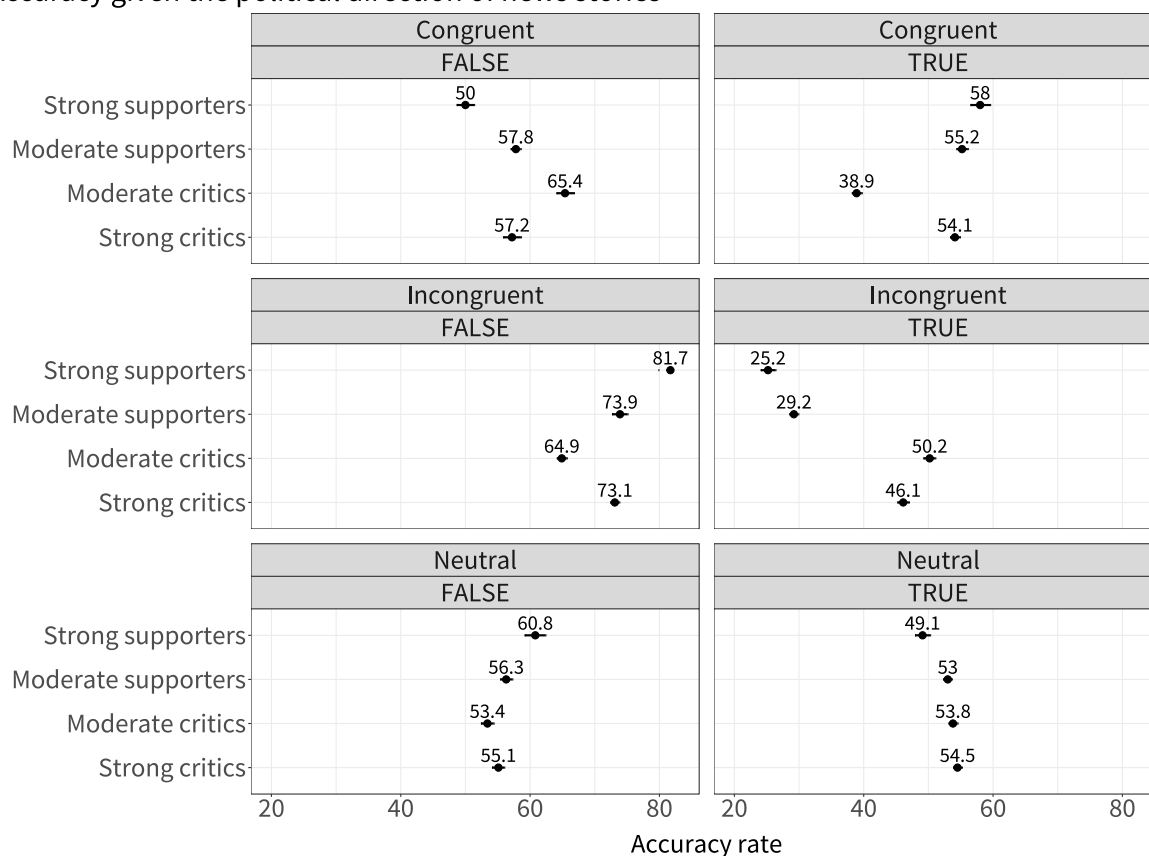 given the political direction of news stories
Congruent Congruent
FALSE TRUE
Strong supporters 50 58
Moderate supporters 57.8 55.2
Moderate critics 65.4 38.9
Strong critics 57.2 54.1
Incongruent Incongruent
FALSE TRUE
Strong supporters 81.7 25.2
Moderate supporters 73.9 29.2
Moderate critics 64.9 50.2
Strong critics 73.1 46.1
Neutral Neutral
FALSE TRUE
Strong supporters 60.8 49.1
Moderate supporters 56.3 53
Moderate critics 53.4 53.8
Strong critics 55.1 54.5
20 40 60 80 20 40 60 80
Accuracy rate